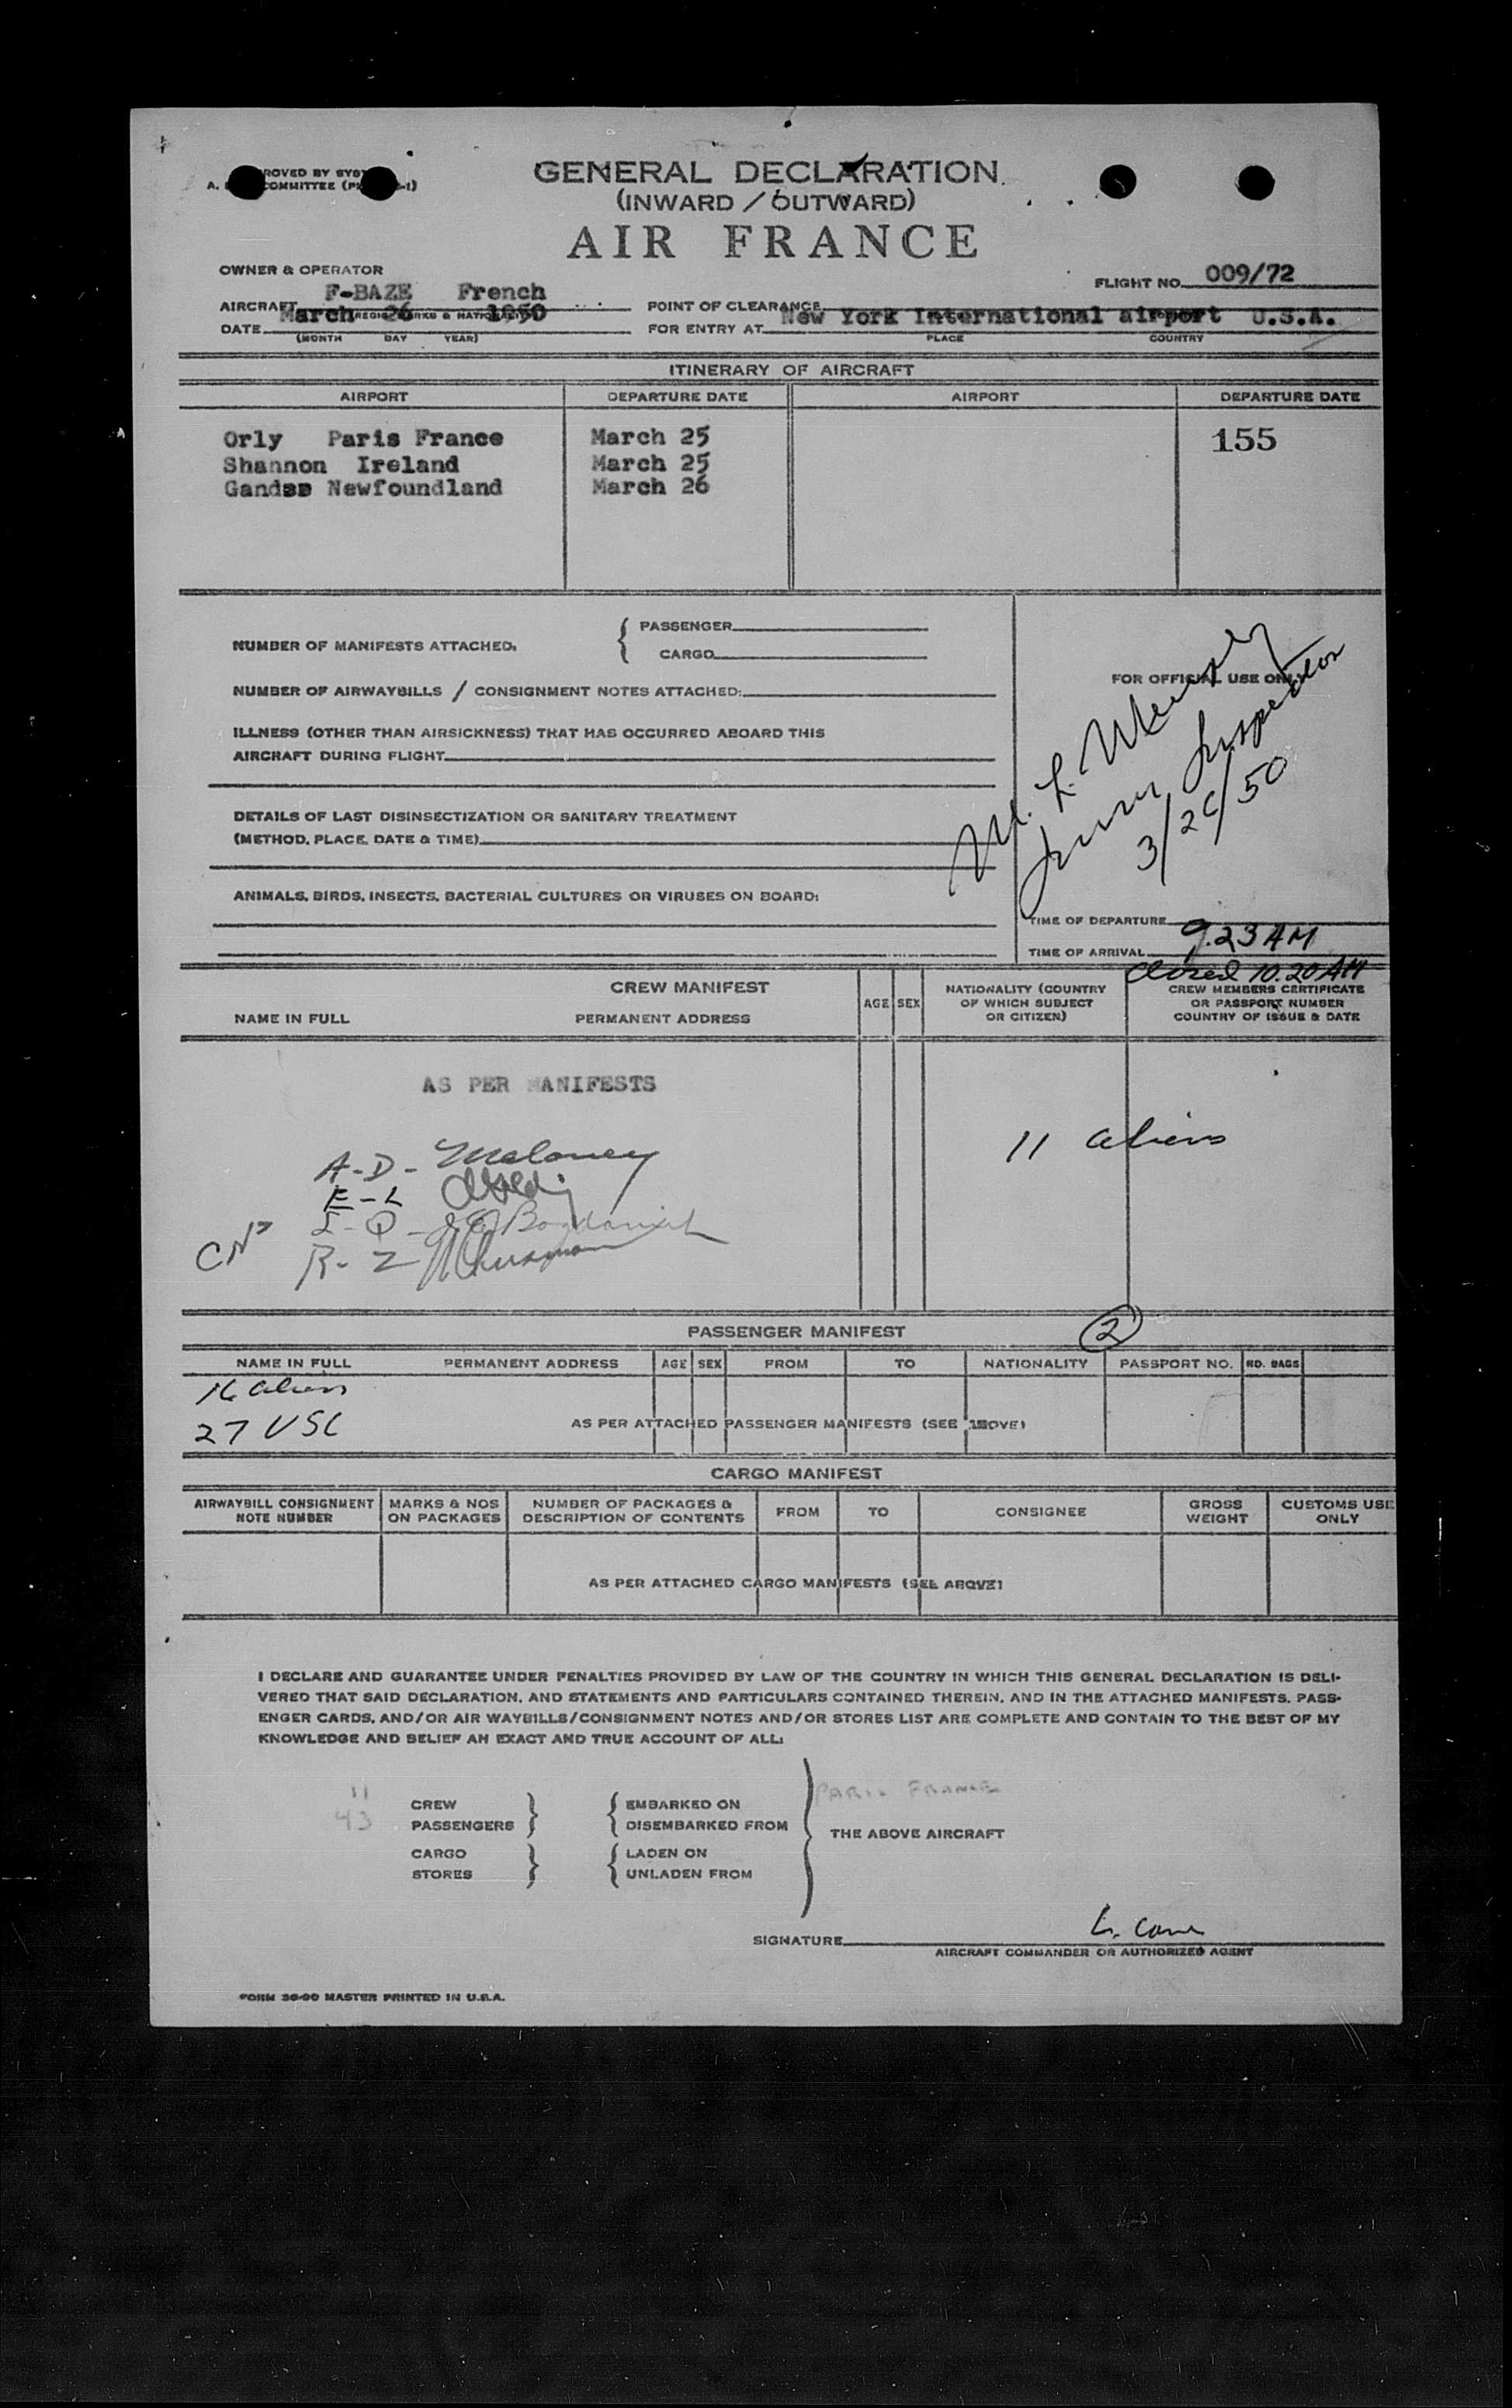 GENERAL DECLARATION
(INWARD / OUTWARD)
AIR FRANCE
OWNER & OPERATOR
FLIGHT NO. 009/72
AIRCRAFT F-BAZE French
POINT OF CLEARANCE
DATE March 26 1950
(MONTH DAY YEAR)
FOR ENTRY AT New York International airport U.S.A.
PLACE COUNTRY
ITINERARY OF AIRCRAFT
AIRPORT DEPARTURE DATE AIRPORT DEPARTURE DATE
Orly Paris France March 25 155
Shannon Ireland March 25
Newfoundland March 26
NUMBER OF MANIFESTS ATTACHED: { PASSENGER
CARGO
NUMBER OF AIRWAYBILLS / CONSIGNMENT NOTES ATTACHED:
ILLNESS (OTHER THAN AIRSICKNESS) THAT HAS OCCURRED ABOARD THIS
AIRCRAFT DURING FLIGHT
DETAILS OF LAST DISINSECTIZATION OR SANITARY TREATMENT
(METHOD, PLACE, DATE & TIME)
ANIMALS, BIRDS, INSECTS, BACTERIAL CULTURES OR VIRUSES ON BOARD:
FOR OFFICIAL USE ONLY
M. L.
Inspector
3/26/50
TIME OF DEPARTURE
TIME OF ARRIVAL 9.23 AM
closed 10.20 AM
CREW MANIFEST
NAME IN FULL PERMANENT ADDRESS AGE SEX
NATIONALITY (COUNTRY
OF WHICH SUBJECT
OR CITIZEN)
CREW MEMBERS CERTIFICATE
OR PASSPORT NUMBER
COUNTRY OF ISSUE & DATE
AS PER MANIFESTS
11 aliens
A-D- Maloney
E-L
R-Z
2
PASSENGER MANIFEST
NAME IN FULL PERMANENT ADDRESS AGE SEX FROM TO NATIONALITY PASSPORT NO. NO. BAGS
16 aliens
27 USC
AS PER ATTACHED PASSENGER MANIFESTS (SEE ABOVE)
CARGO MANIFEST
AIRWAYBILL CONSIGNMENT
NOTE NUMBER
MARKS & NOS
ON PACKAGES
NUMBER OF PACKAGES &
DESCRIPTION OF CONTENTS
FROM TO CONSIGNEE
GROSS
WEIGHT
CUSTOMS USE
ONLY
AS PER ATTACHED CARGO MANIFESTS (SEE ABOVE)
I DECLARE AND GUARANTEE UNDER PENALTIES PROVIDED BY LAW OF THE COUNTRY IN WHICH THIS GENERAL DECLARATION IS DELI-
VERED THAT SAID DECLARATION, AND STATEMENTS AND PARTICULARS CONTAINED THEREIN, AND IN THE ATTACHED MANIFESTS, PASS-
ENGER CARDS, AND/OR AIR WAYBILLS/CONSIGNMENT NOTES AND/OR STORES LIST ARE COMPLETE AND CONTAIN TO THE BEST OF MY
KNOWLEDGE AND BELIEF AN EXACT AND TRUE ACCOUNT OF ALL:
11 CREW EMBARKED ON PARIS FRANCE
43 PASSENGERS DISEMBARKED FROM
THE ABOVE AIRCRAFT
CARGO LADEN ON
STORES UNLADEN FROM
SIGNATURE
AIRCRAFT COMMANDER OR AUTHORIZED AGENT
FORM 36-90 MASTER PRINTED IN U.S.A.